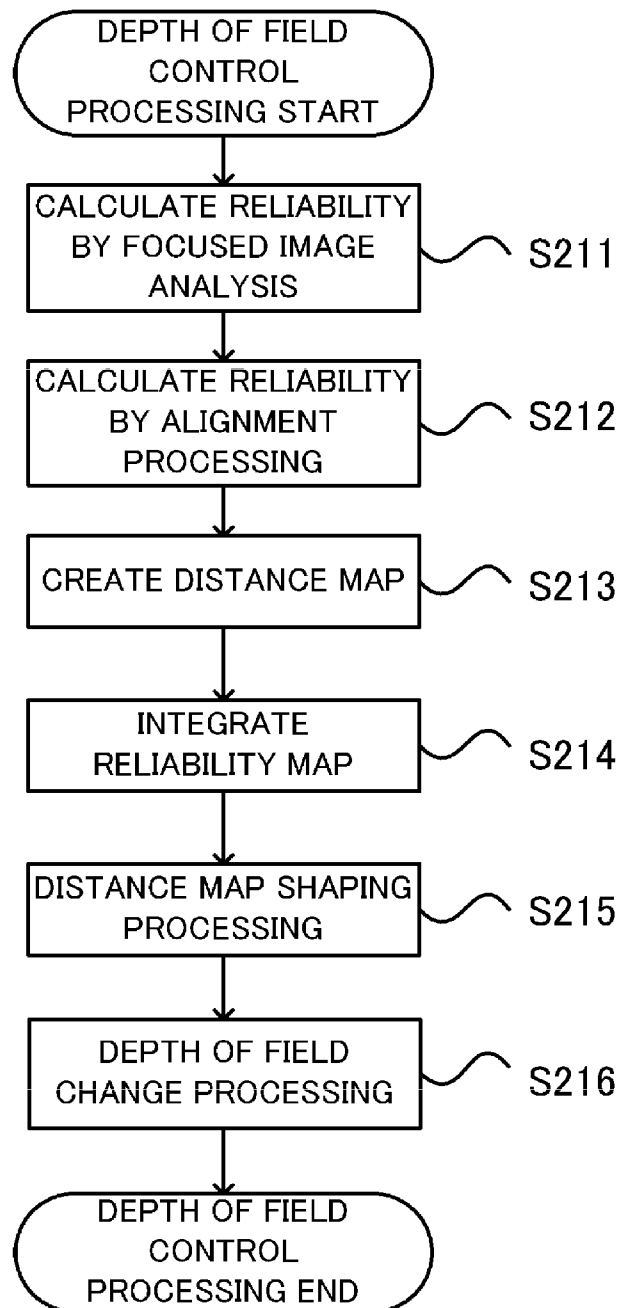 DEPTH OF FIELD
CONTROL
PROCESSING START
CALCULATE RELIABILITY
BY FOCUSED IMAGE
ANALYSIS
S211
CALCULATE RELIABILITY
BY ALIGNMENT
PROCESSING
S212
CREATE DISTANCE MAP
S213
INTEGRATE
RELIABILITY MAP
S214
DISTANCE MAP SHAPING
PROCESSING
S215
DEPTH OF FIELD
CHANGE PROCESSING
S216
DEPTH OF FIELD
CONTROL
PROCESSING END